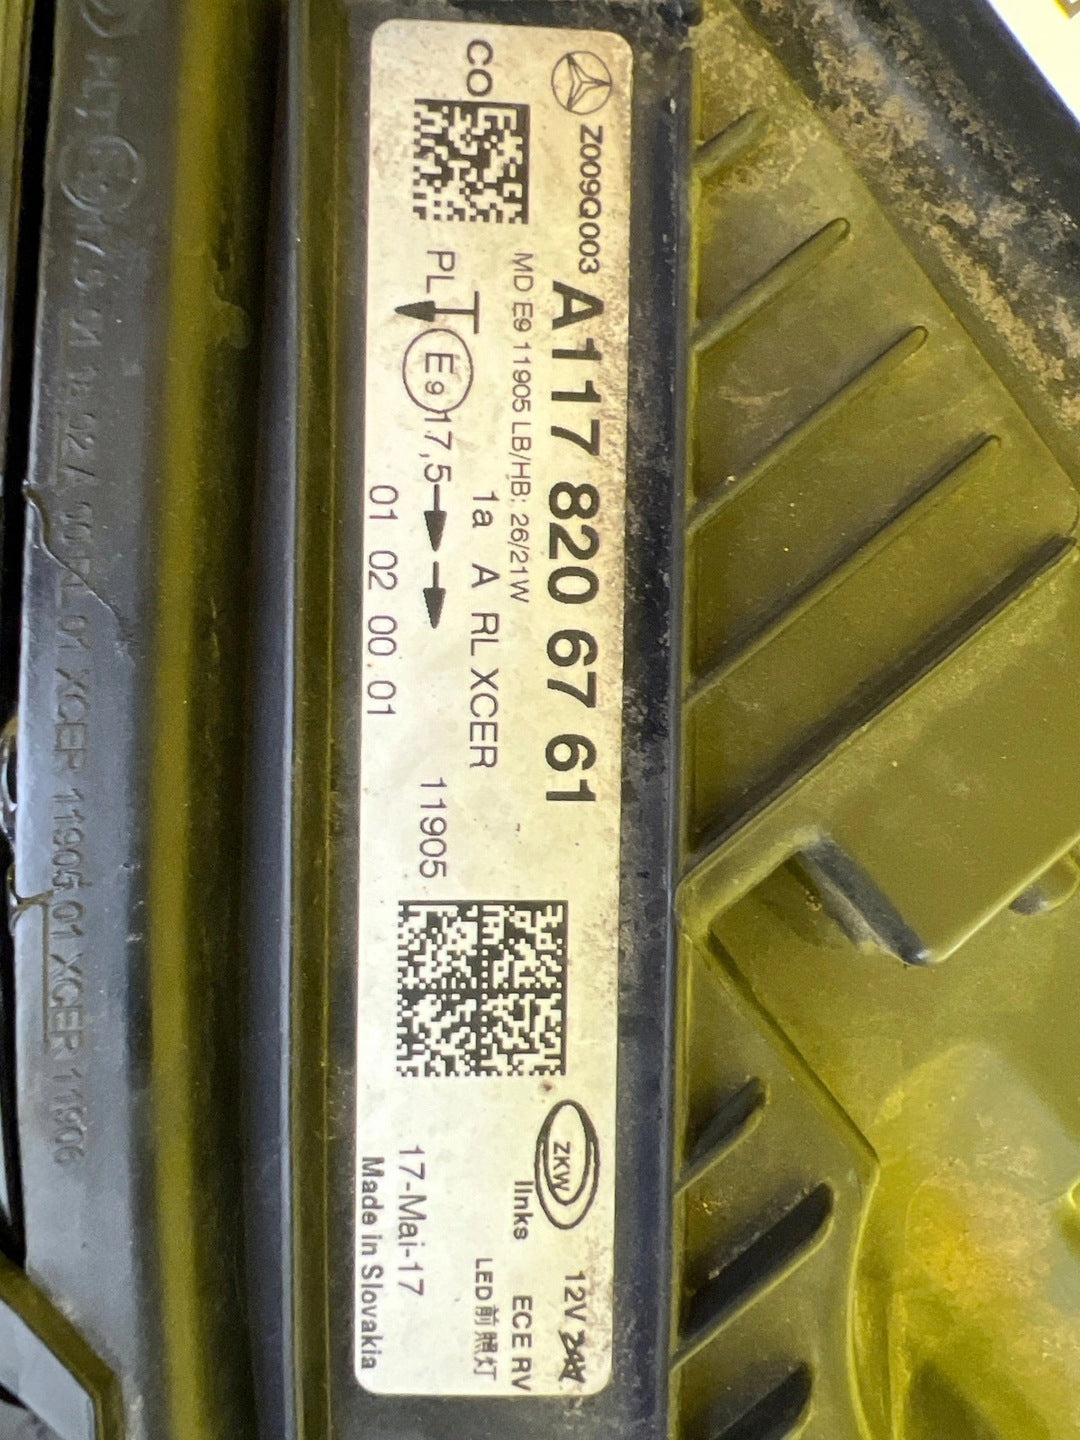 Z009Q003
A 117 820 67 61
12V
CO
MD E9 11905 LB/HB: 26/21W
ZKW
links
ECE RV
1a A RL XCER
LED前照灯
PL E9 17,5
11905
17-Mai-17
01 02 00 01
Made in Slovakia
01 XCER 11905 01 XCER 11906